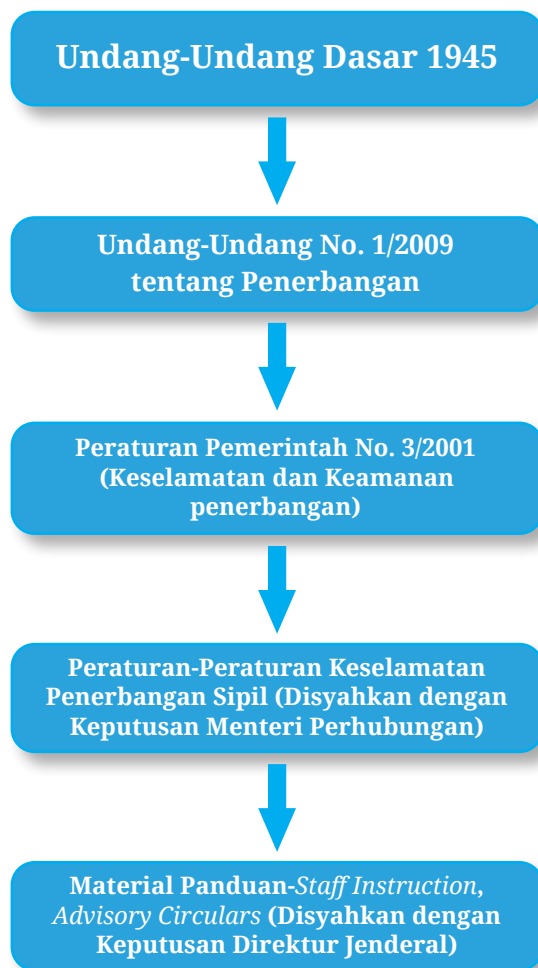 Undang-Undang Dasar 1945
Undang-Undang No. 1/2009
tentang Penerbangan
Peraturan Pemerintah No. 3/2001
(Keselamatan dan Keamanan
penerbangan)
Peraturan-Peraturan Keselamatan
Penerbangan Sipil (Disyahkan dengan
Keputusan Menteri Perhubungan)
Material Panduan-Staff Instruction,
Advisory Circulars (Disyahkan dengan
Keputusan Direktur Jenderal)